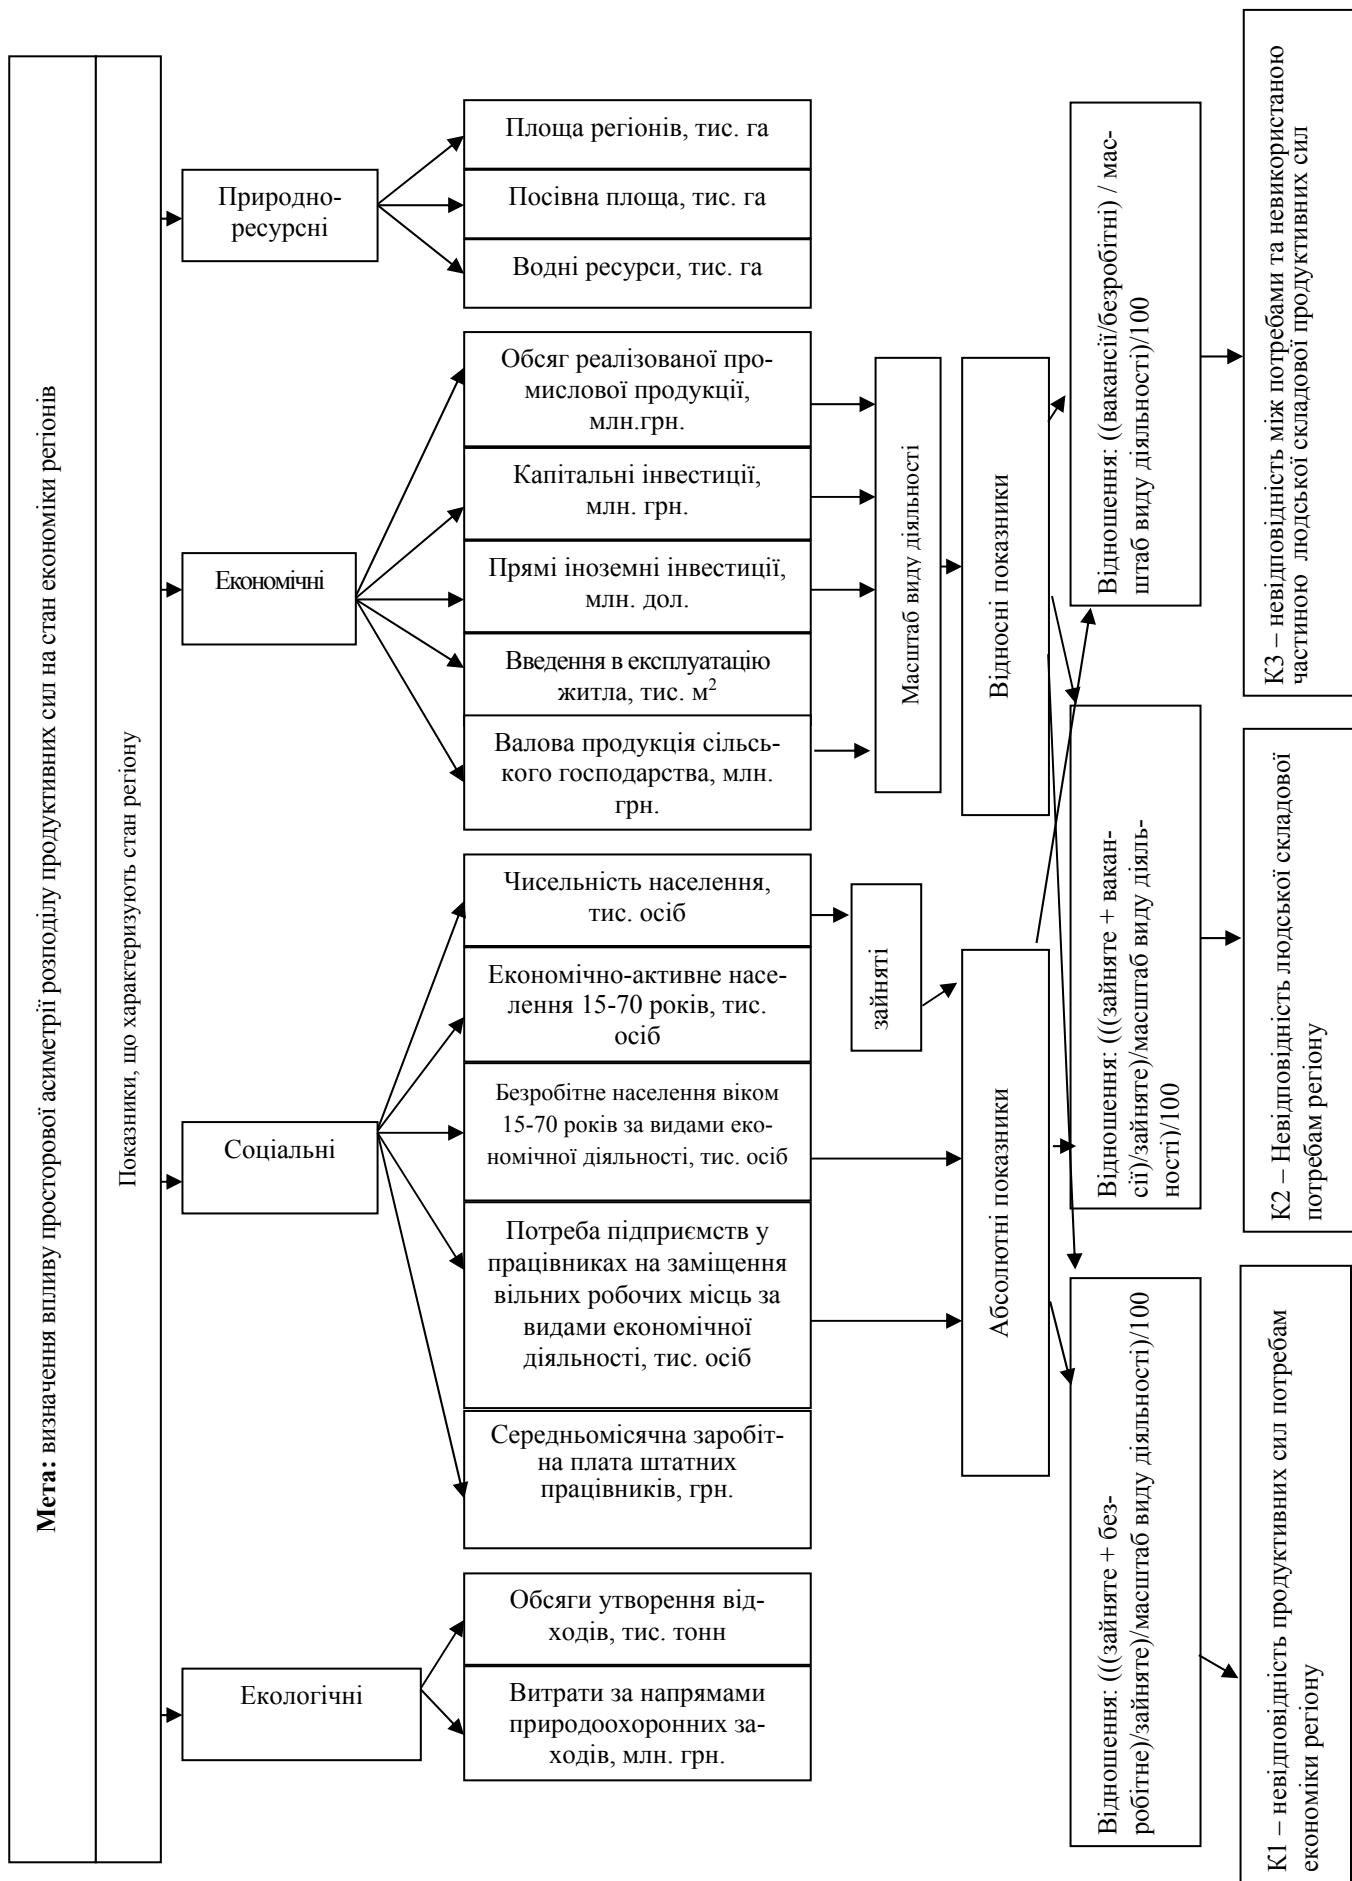 Мета: визначення впливу просторової асиметрії розподілу продуктивних сил на стан економіки регіонів
Показники, що характеризують стан регіону
Природно-
ресурсні
Економічні
Соціальні
Екологічні
Площа регіонів, тис. га
Посівна площа, тис. га
Водні ресурси, тис. га
Обсяг реалізованої про-
мислової продукції,
млн.грн.
Капітальні інвестиції,
млн. грн.
Прямі іноземні інвестиції,
млн. дол.
Введення в експлуатацію
житла, тис. м²
Валова продукція сільсь-
кого господарства, млн.
грн.
Чисельність населення,
тис. осіб
Економічно-активне насе-
лення 15-70 років, тис.
осіб
Безробітне населення віком
15-70 років за видами еко-
номічної діяльності, тис. осіб
Потреба підприємств у
працівниках на заміщення
вільних робочих місць за
видами економічної
діяльності, тис. осіб
Середньомісячна заробіт-
на плата штатних
працівників, грн.
Обсяги утворення від-
ходів, тис. тонн
Витрати за напрямами
природоохоронних за-
ходів, млн. грн.
Масштаб виду діяльності
зайняті
Відносні показники
Абсолютні показники
Відношення: ((вакансії/безробітні) / мас-
штаб виду діяльності)/100
Відношення: (((зайняте + вакан-
сії)/зайняте)/масштаб виду діяль-
ності)/100
Відношення: (((зайняте + без-
робітне)/зайняте)/масштаб виду діяльності)/100
К3 – невідповідність між потребами та невикористаною
частиною людської складової продуктивних сил
К2 – Невідповідність людської складової
потребам регіону
К1 – невідповідність продуктивних сил потребам
економіки регіону